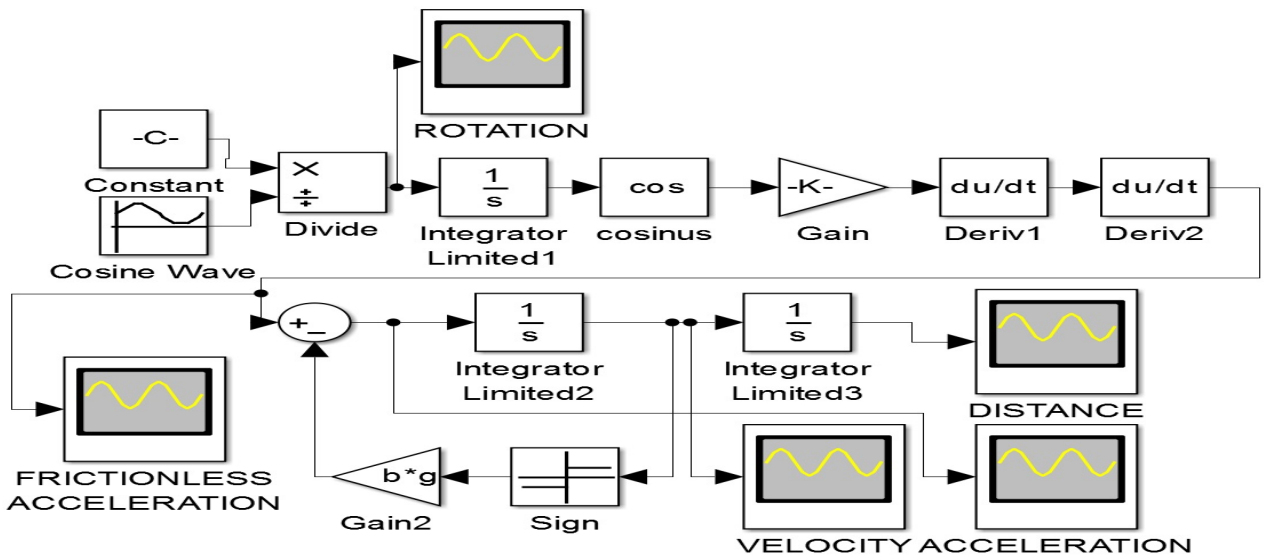 ROTATION
-C-
Constant
×
÷
Divide
1
s
Integrator
Limited1
cos
cosinus
-K-
Gain
du/dt
Deriv1
du/dt
Deriv2
Cosine Wave
+
-
1
s
Integrator
Limited2
1
s
Integrator
Limited3
DISTANCE
FRICTIONLESS
ACCELERATION
b*g
Gain2
Sign
VELOCITY
ACCELERATION